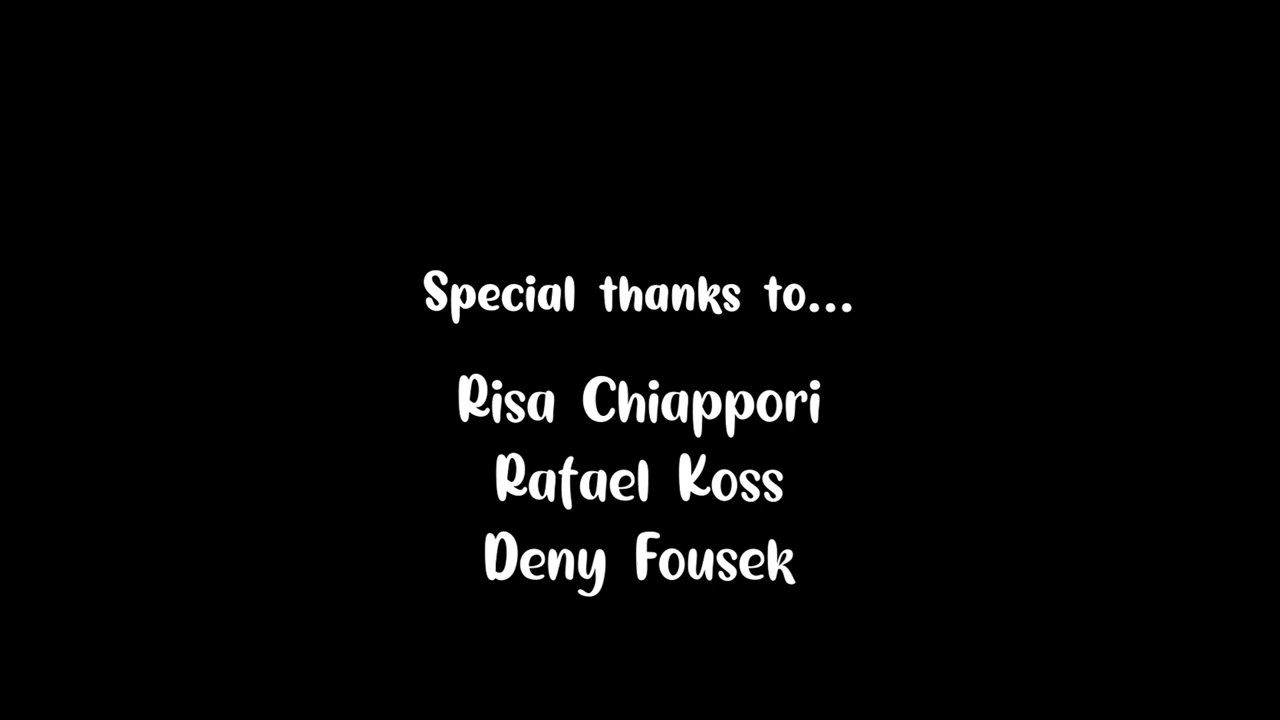 Special thanks to...
Risa Chiappori
Rafael Koss
Deny Fousek